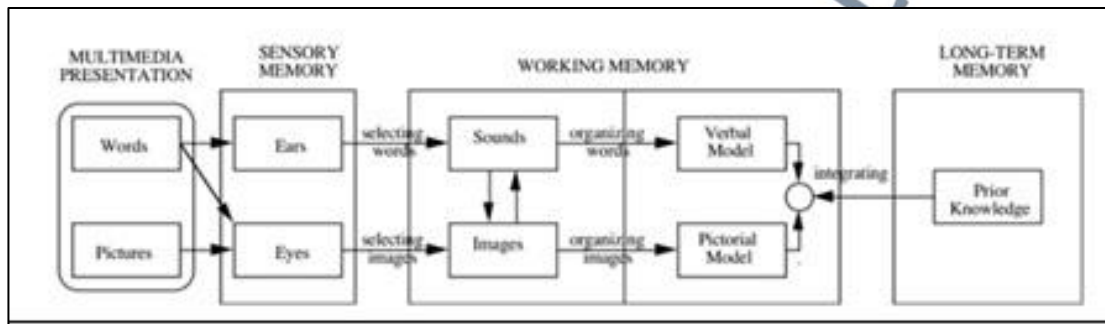 MULTIMEDIA
PRESENTATION
SENSORY
MEMORY
WORKING MEMORY
LONG-TERM
MEMORY
Words
Ears
selecting
words
Sounds
organizing
words
Verbal
Model
integrating
Prior
Knowledge
Pictures
Eyes
selecting
images
Images
organizing
images
Pictorial
Model